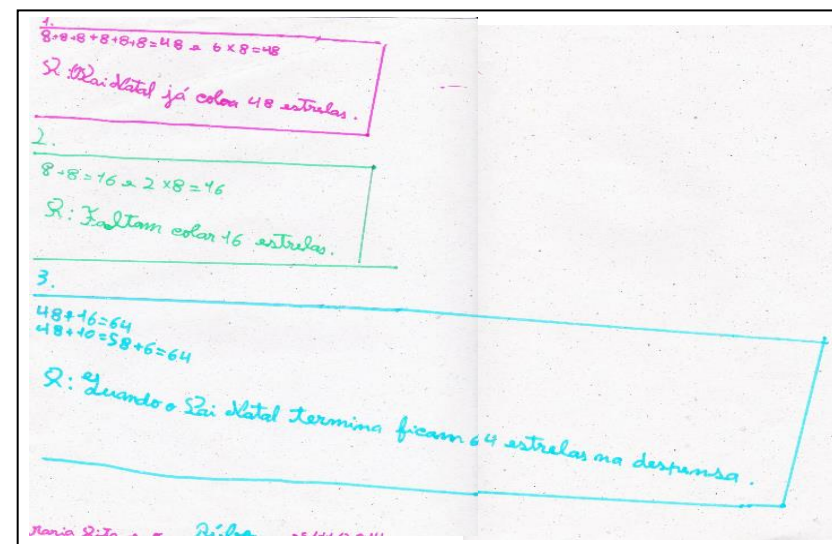 1.
8+8+8+8+8+8=48 e 6×8=48
R Pai Natal já colou 48 estrelas.
2.
8+8=16 e 2×8=16
R: Faltam colar 16 estrelas.
3.
48+16=64
48+10=58+6=64
R: Quando o Pai Natal termina ficam 64 estrelas na despensa.
Maria Rita